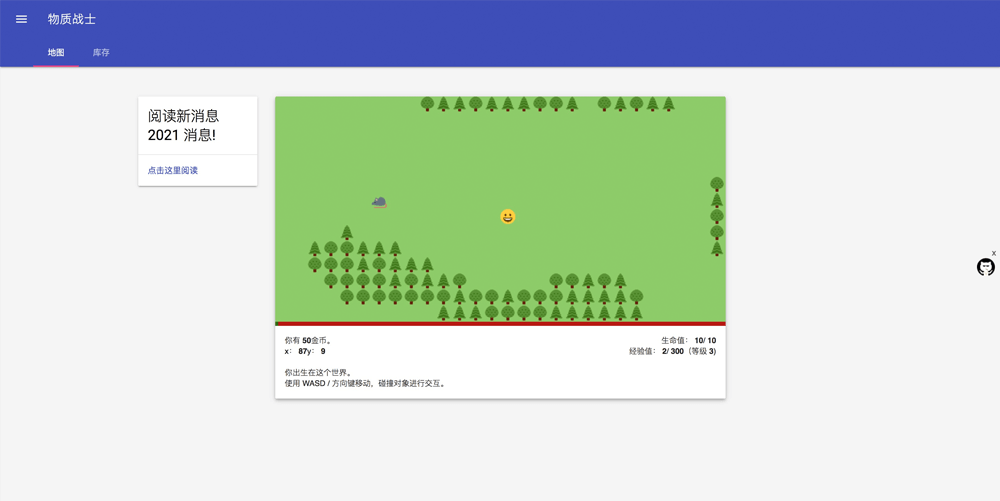 物质战士
地图 库存
阅读新消息
2021 消息!
点击这里阅读
x
你有 50金币。
生命值: 10/ 10
x: 87y: 9
经验值: 2/ 300（等级 3）
你出生在这个世界。
使用 WASD / 方向键移动，碰撞对象进行交互。